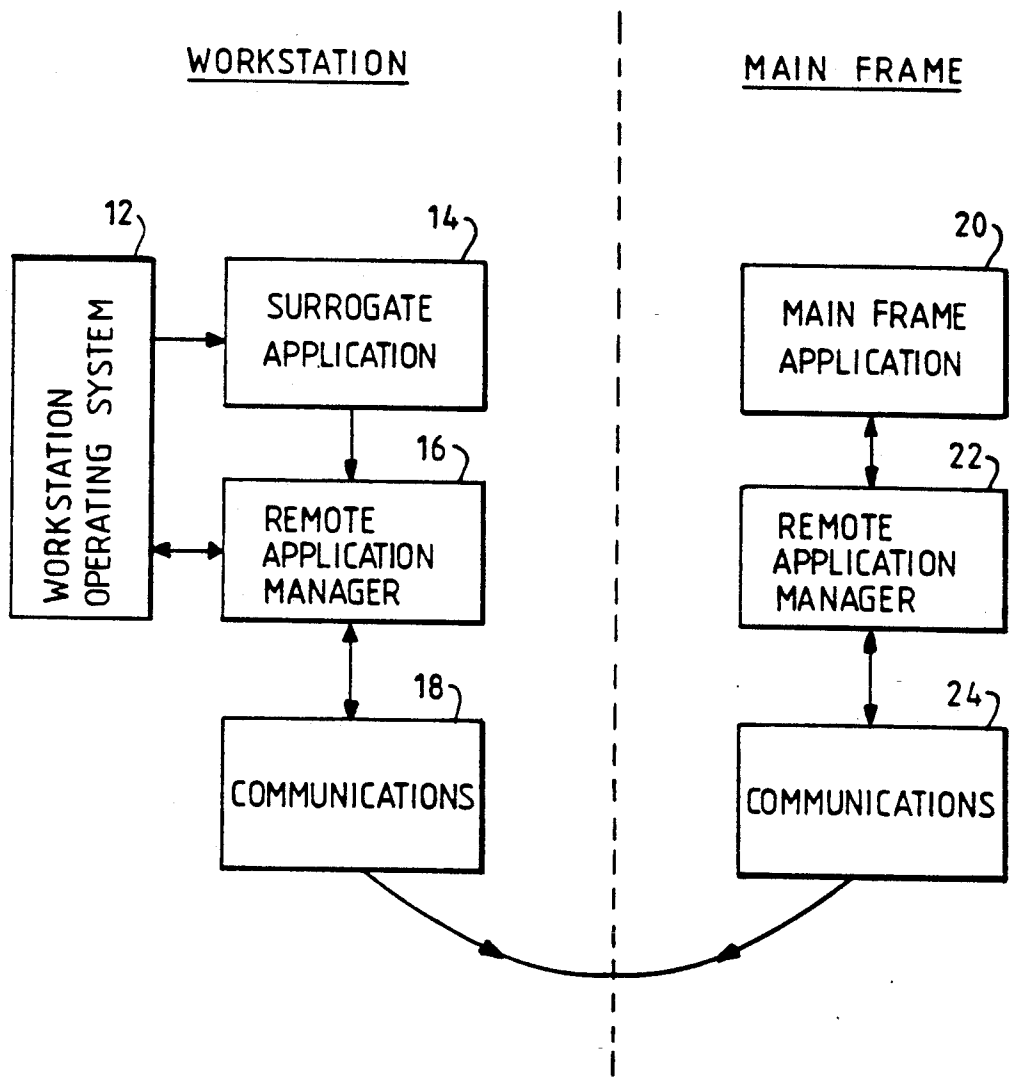 WORKSTATION
MAIN FRAME
12
14
20
WORKSTATION
OPERATING SYSTEM
SURROGATE
APPLICATION
MAIN FRAME
APPLICATION
16
22
REMOTE
APPLICATION
MANAGER
REMOTE
APPLICATION
MANAGER
18
24
COMMUNICATIONS
COMMUNICATIONS